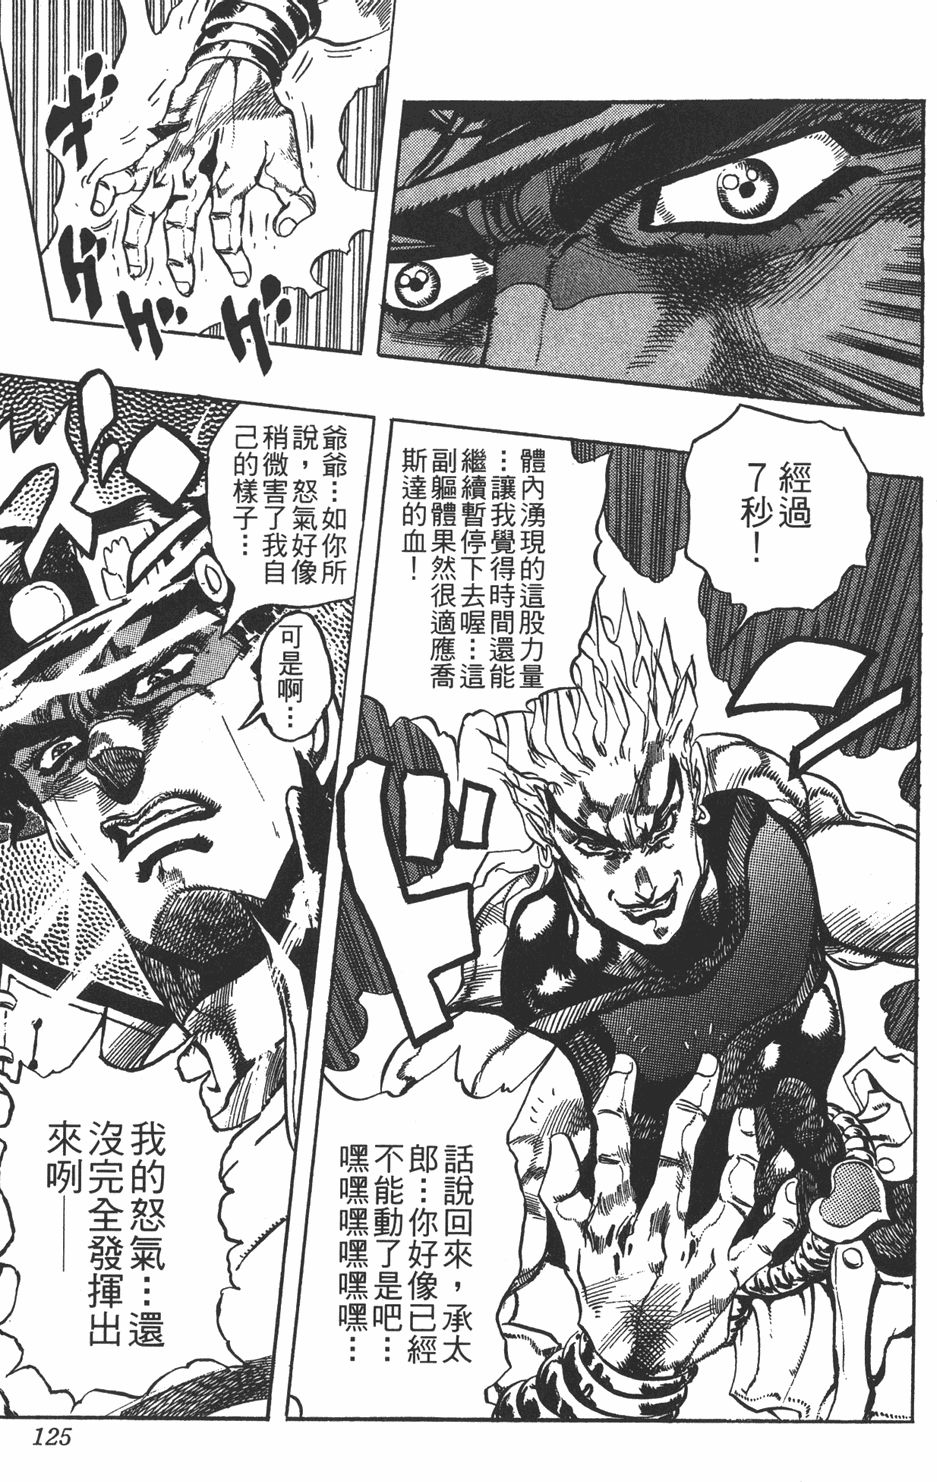 ドドド
ドド
經過
7秒！
體內湧現的這股力量
…讓我覺得時間還能
繼續暫停下去喔…這
副軀體果然很適應喬
斯達的血！
話說回來，承太
郎…你好像已經
不能動了是吧…
嘿嘿嘿嘿嘿嘿…
爺爺…如你所
說，怒氣好像
稍微害了我自
己的樣子…
可是啊…
我的怒氣…還
沒完全發揮出
來咧——
125